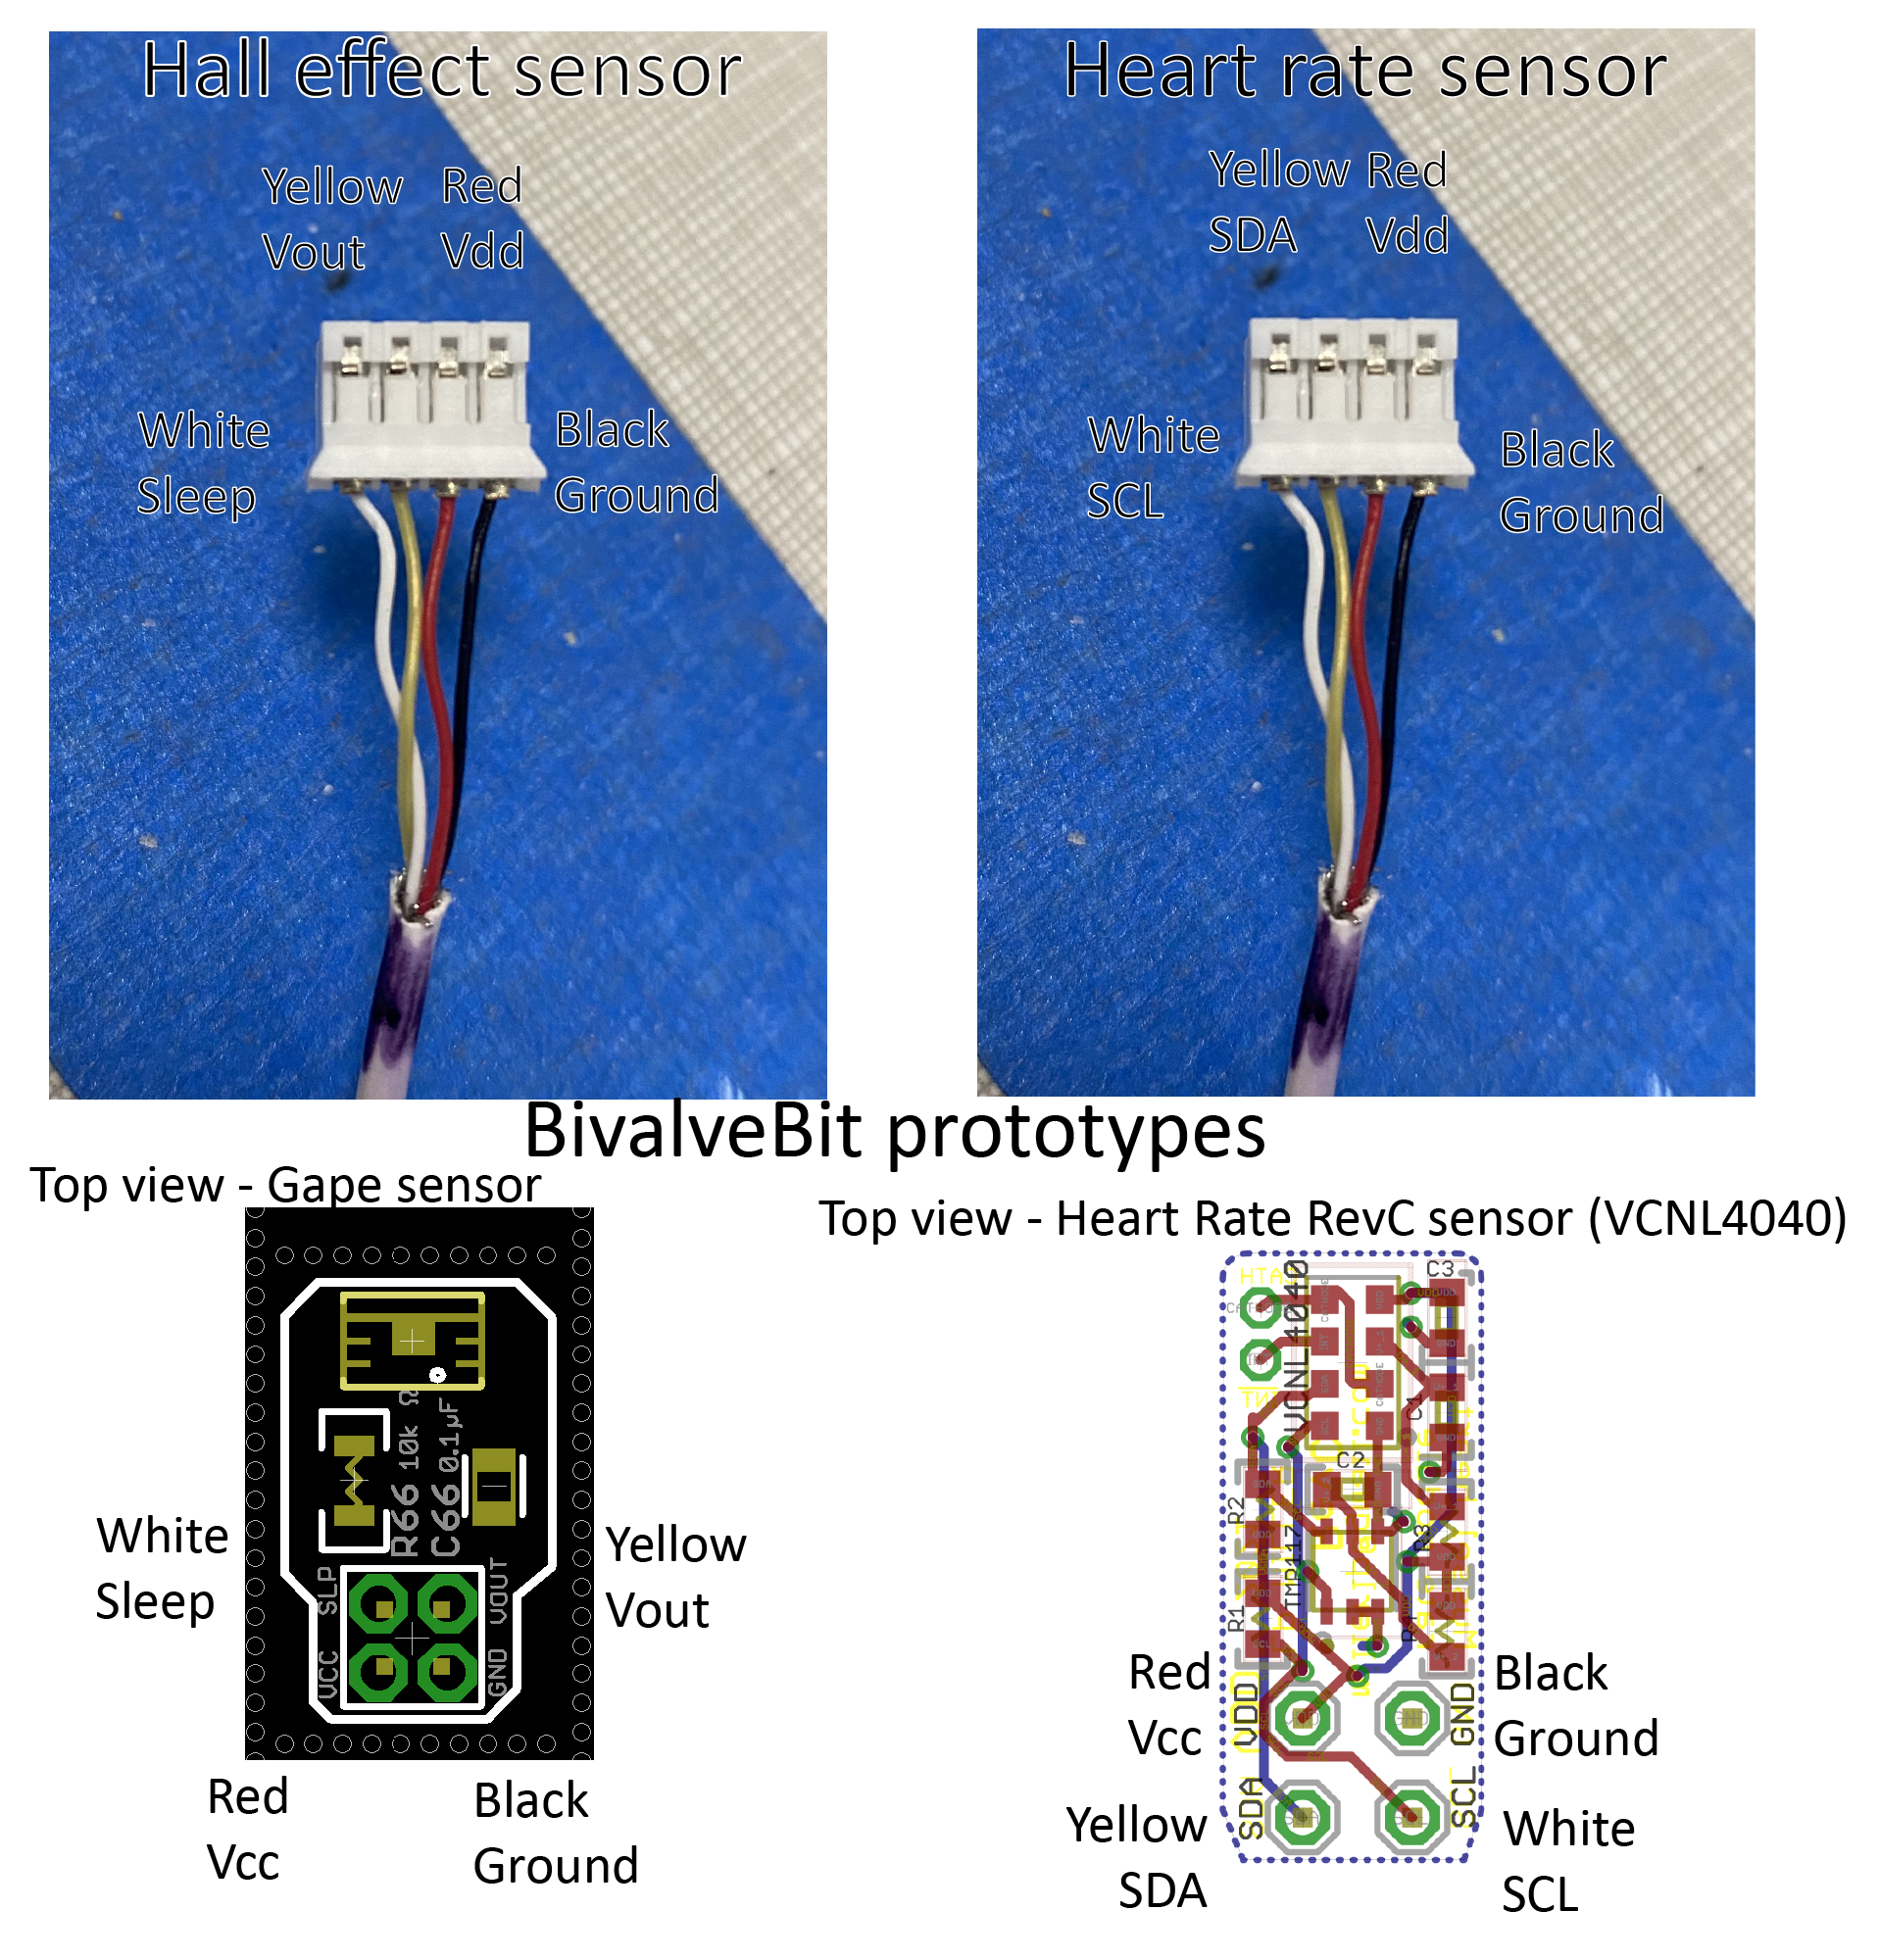 Hall effect sensor
Yellow Red
Vout Vdd
White
Sleep
Black
Ground
Heart rate sensor
Yellow Red
SDA Vdd
White
SCL
Black
Ground
BivalveBit prototypes
Top view - Gape sensor
R66 10k Ω
C66 0.1µF
SLP
VOUT
VCC
GND
White
Sleep
Yellow
Vout
Red
Vcc
Black
Ground
Top view - Heart Rate RevC sensor (VCNL4040)
VCNL4040
C3
C1
C2
R2
TMP117
R1
VDD
GND
SDA
SCL
Red
Vcc
Black
Ground
Yellow
SDA
White
SCL